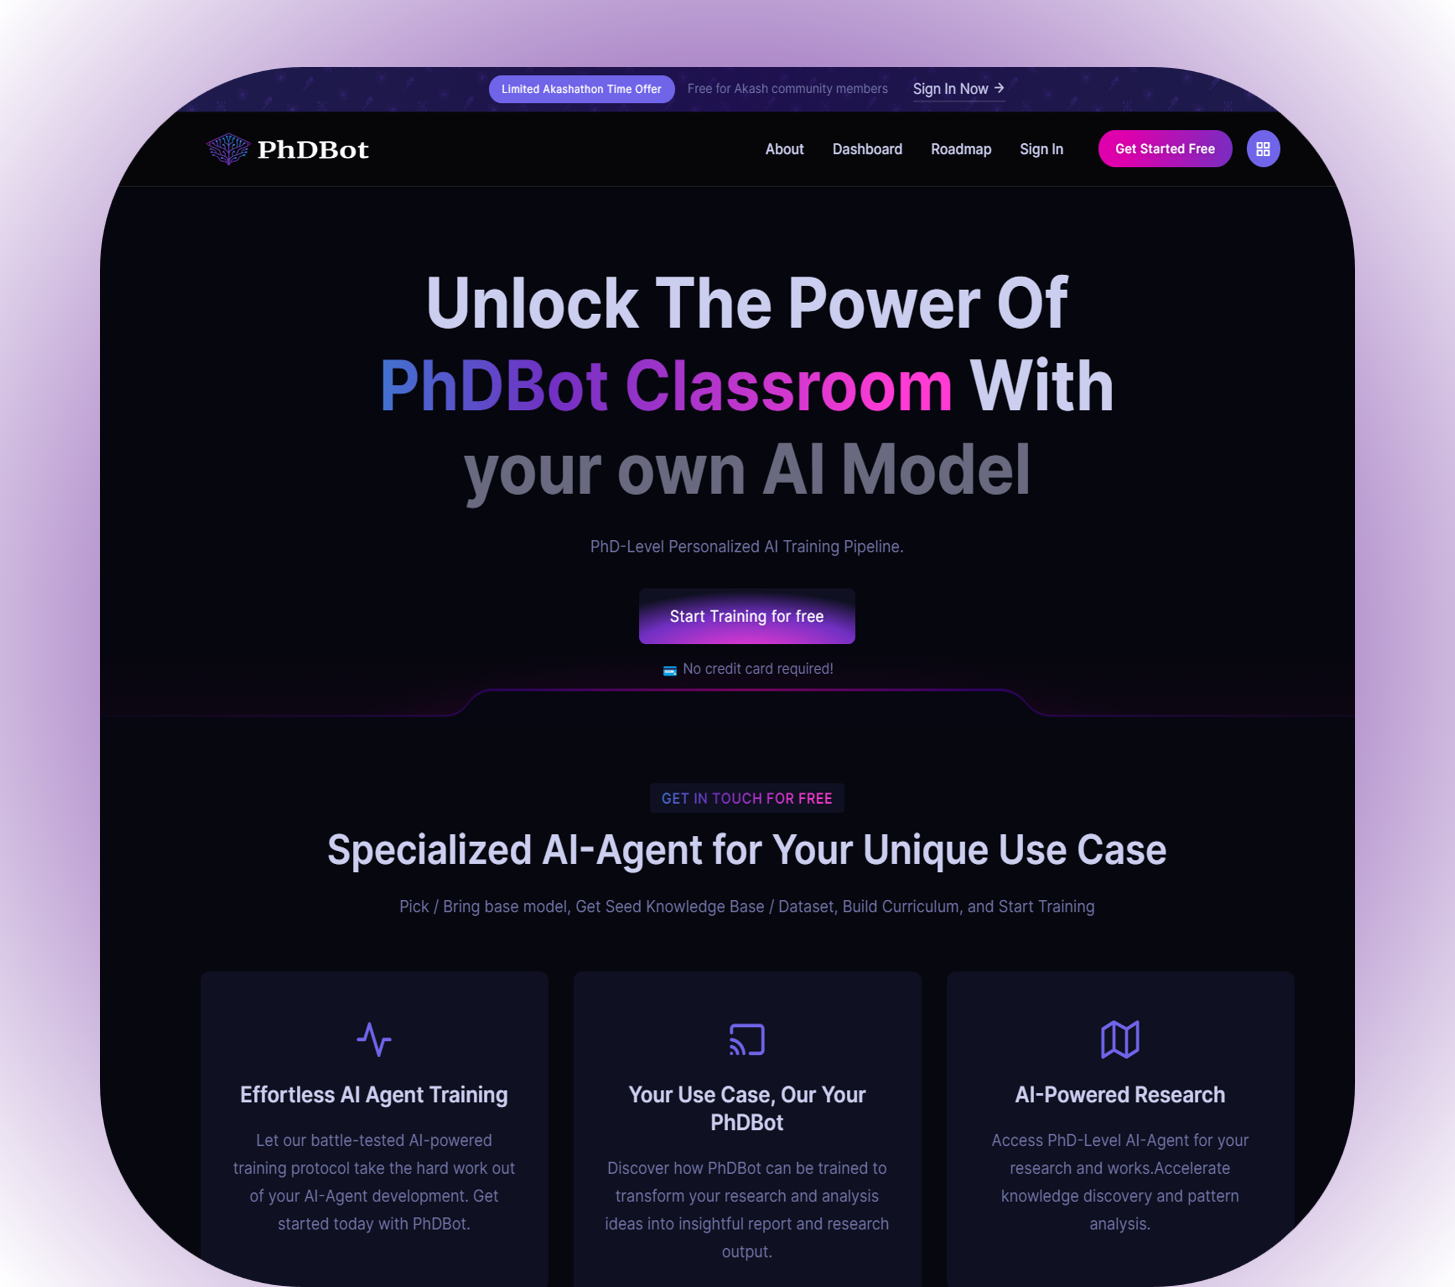 Limited Akashathon Time Offer Free for Akash community members Sign In Now →
PhDBot About Dashboard Roadmap Sign In Get Started Free
Unlock The Power Of
PhDBot Classroom With
your own AI Model
PhD-Level Personalized AI Training Pipeline.
Start Training for free
No credit card required!
GET IN TOUCH FOR FREE
Specialized AI-Agent for Your Unique Use Case
Pick / Bring base model, Get Seed Knowledge Base / Dataset, Build Curriculum, and Start Training
Effortless AI Agent Training
Let our battle-tested AI-powered
training protocol take the hard work out
of your AI-Agent development. Get
started today with PhDBot.
Your Use Case, Our Your
PhDBot
Discover how PhDBot can be trained to
transform your research and analysis
ideas into insightful report and research
output.
AI-Powered Research
Access PhD-Level AI-Agent for your
research and works.Accelerate
knowledge discovery and pattern
analysis.